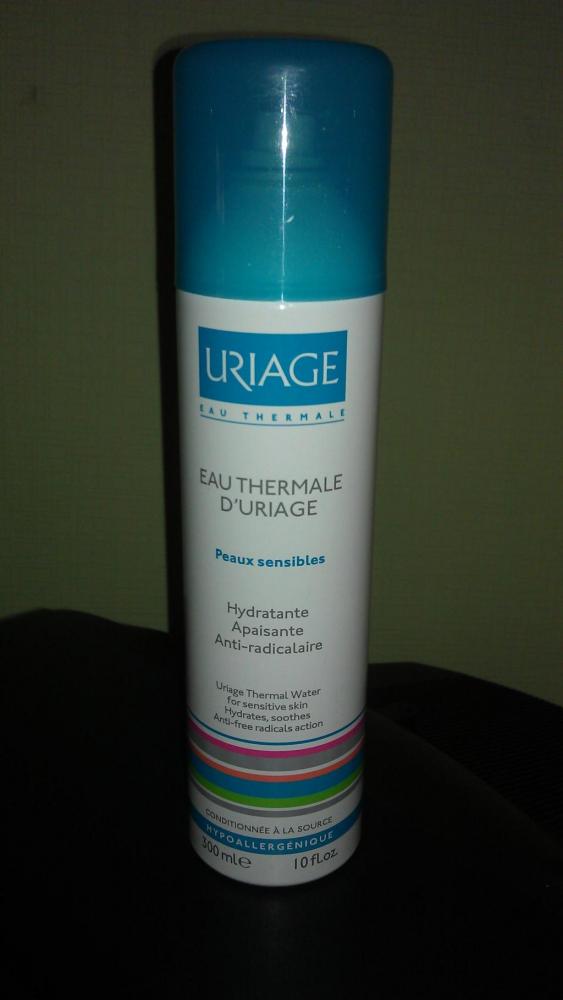 URIAGE
EAU THERMALE
EAU THERMALE
D'URIAGE
Peaux sensibles
Hydratante
Apaisante
Anti-radicalaire
Uriage Thermal Water
for sensitive skin
Hydrates, soothes
Anti-free radicals action
CONDITIONNÉE À LA SOURCE
HYPOALLERGÉNIQUE
300 ml℮ 10 fl.oz